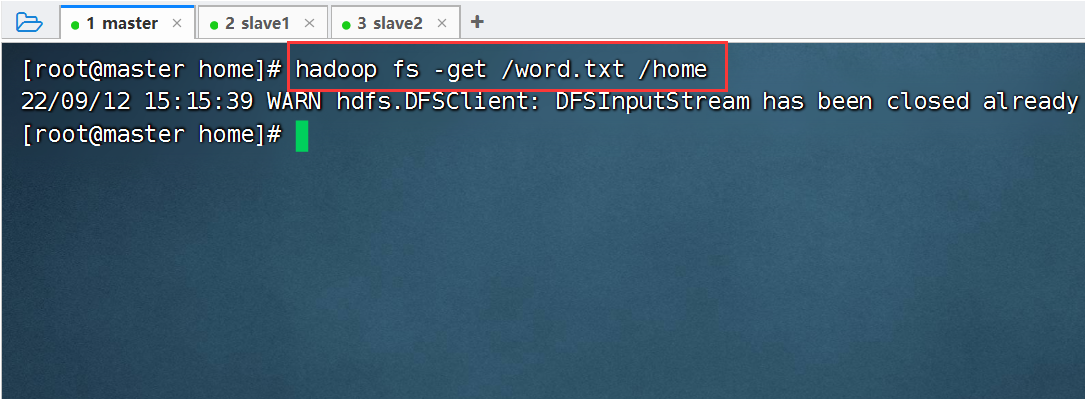 1 master × 2 slave1 × 3 slave2 × +
[root@master home]# hadoop fs -get /word.txt /home
22/09/12 15:15:39 WARN hdfs.DFSClient: DFSInputStream has been closed already
[root@master home]#